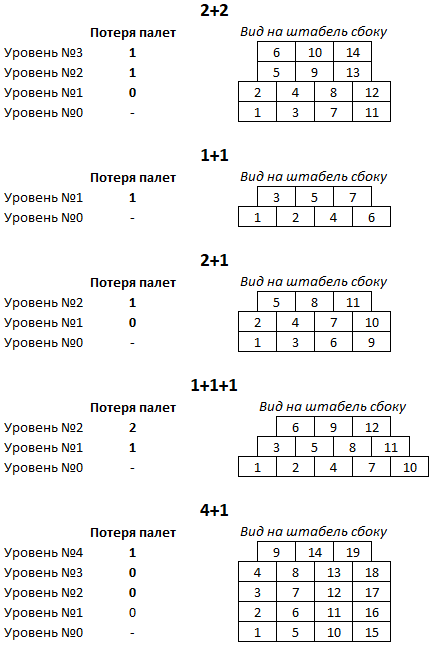 2+2
Потеря палет Вид на штабель сбоку
Уровень №3 1 6 10 14
Уровень №2 1 5 9 13
Уровень №1 0 2 4 8 12
Уровень №0 - 1 3 7 11
1+1
Потеря палет Вид на штабель сбоку
Уровень №1 1 3 5 7
Уровень №0 - 1 2 4 6
2+1
Потеря палет Вид на штабель сбоку
Уровень №2 1 5 8 11
Уровень №1 0 2 4 7 10
Уровень №0 - 1 3 6 9
1+1+1
Потеря палет Вид на штабель сбоку
Уровень №2 2 6 9 12
Уровень №1 1 3 5 8 11
Уровень №0 - 1 2 4 7 10
4+1
Потеря палет Вид на штабель сбоку
Уровень №4 1 9 14 19
Уровень №3 0 4 8 13 18
Уровень №2 0 3 7 12 17
Уровень №1 0 2 6 11 16
Уровень №0 - 1 5 10 15